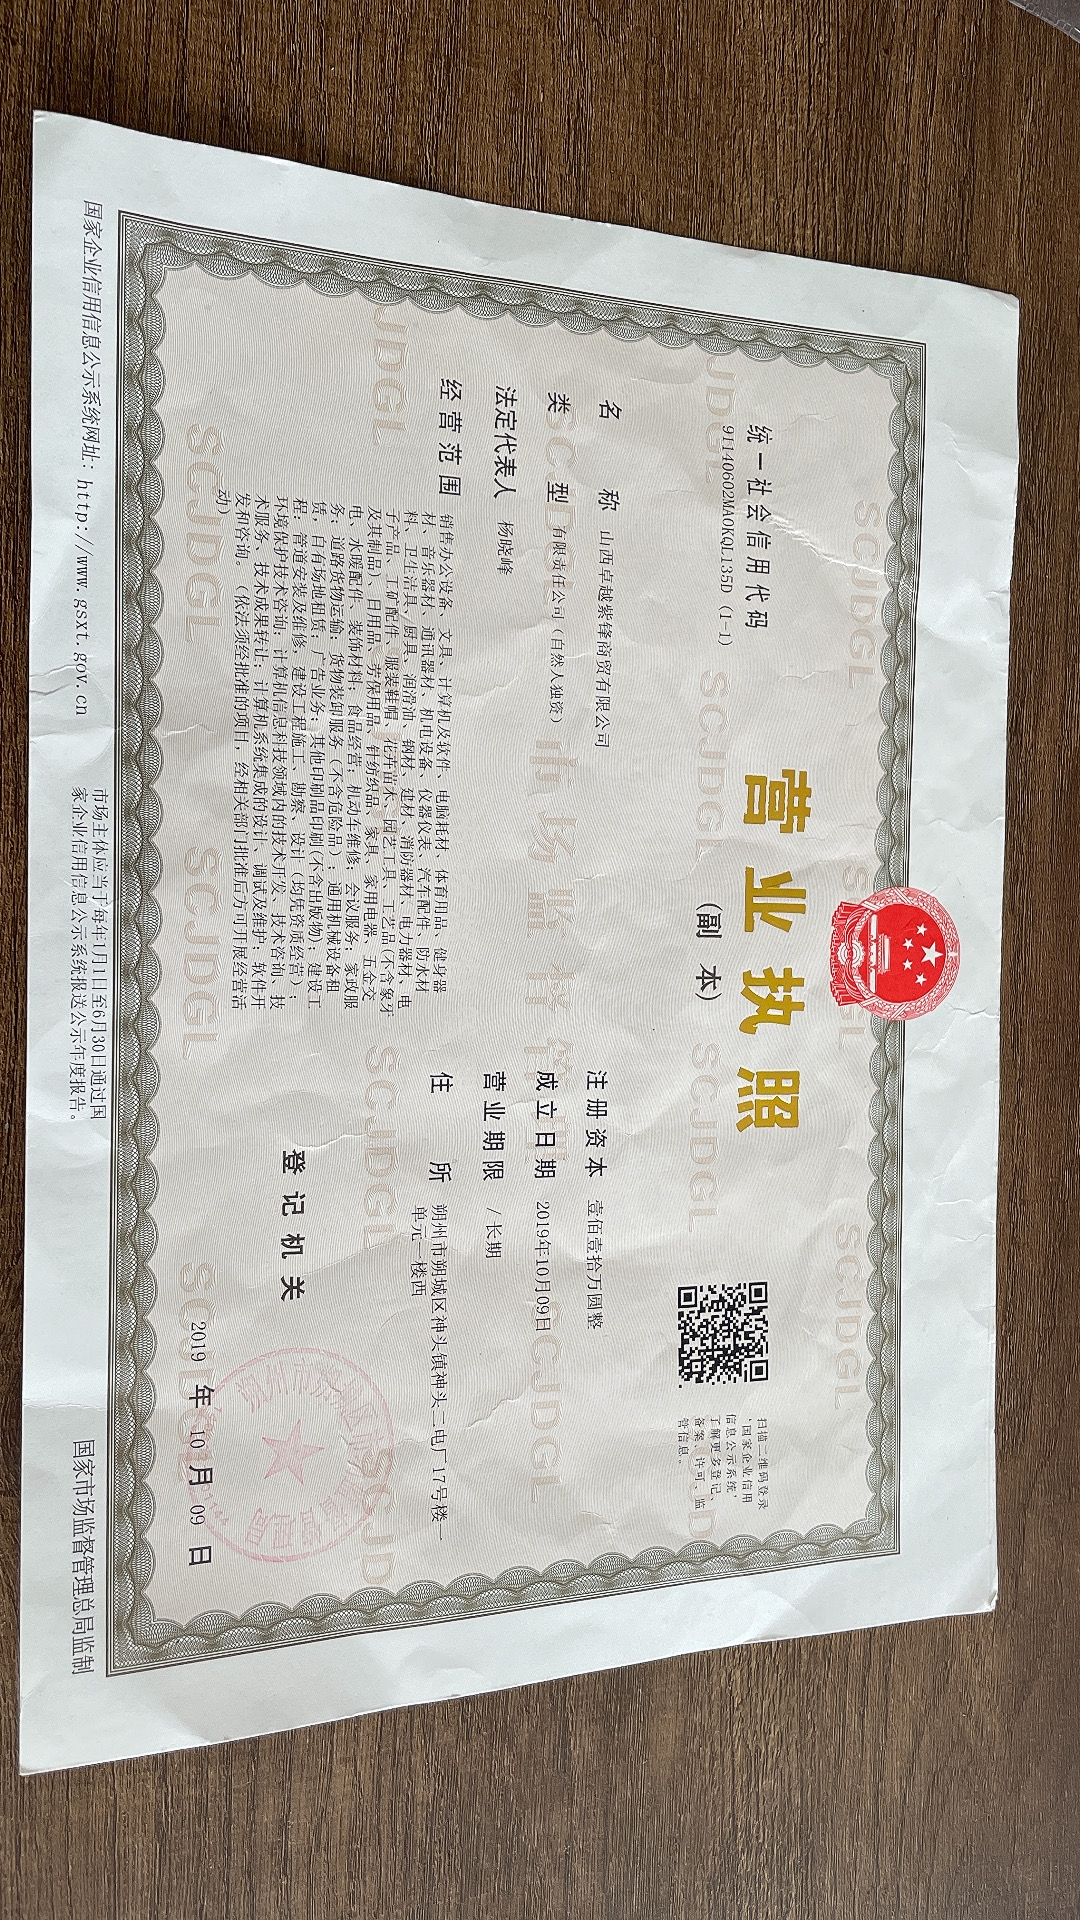 统一社会信用代码
91140602MA0KQL135D（1-1）
营业执照
（副 本）
扫描二维码登录
‘国家企业信用
信息公示系统’
了解更多登记、
备案、许可、监
管信息。
名 称 山西卓越紫锋商贸有限公司
类 型 有限责任公司（自然人独资）
法定代表人 杨晓峰
经营范围 销售办公设备、文具、计算机及软件、电脑耗材、体育用品、健身器
材、音乐器材、通讯器材、机电设备、仪器仪表、汽车配件、防水材
料、卫生洁具、厨具、润滑油、钢材、建材、消防器材、电力器材、电
子产品、工矿配件、服装鞋帽、花卉苗木、园艺工具、工艺品(不含象牙
及其制品)、日用品、劳保用品、针纺织品、家具、家用电器、五金交
电、水暖配件、装饰材料；食品经营；机动车维修；会议服务；家政服
务；道路货物运输；货物装卸服务（不含危险品）；通用机械设备租
赁，自有场地租赁；广告业务；其他印刷品印刷(不含出版物)；建设工
程：管道安装及维修，建设工程施工、勘察、设计（均凭资质经营）；
环境保护技术咨询；计算机信息科技领域内的技术开发、技术咨询、技
术服务、技术成果转让；计算机系统集成的设计、调试及维护；软件开
发和咨询。（依法须经批准的项目，经相关部门批准后方可开展经营活
动）
注册资本 壹佰壹拾万圆整
成立日期 2019年10月09日
营业期限 / 长期
住 所 朔州市朔城区神头镇神头二电厂17号楼一
单元一楼西
登记机关
2019 年 10 月 09 日
国家企业信用信息公示系统网址：http://www.gsxt.gov.cn
市场主体应当于每年1月1日至6月30日通过国
家企业信用信息公示系统报送公示年度报告。
国家市场监督管理总局监制